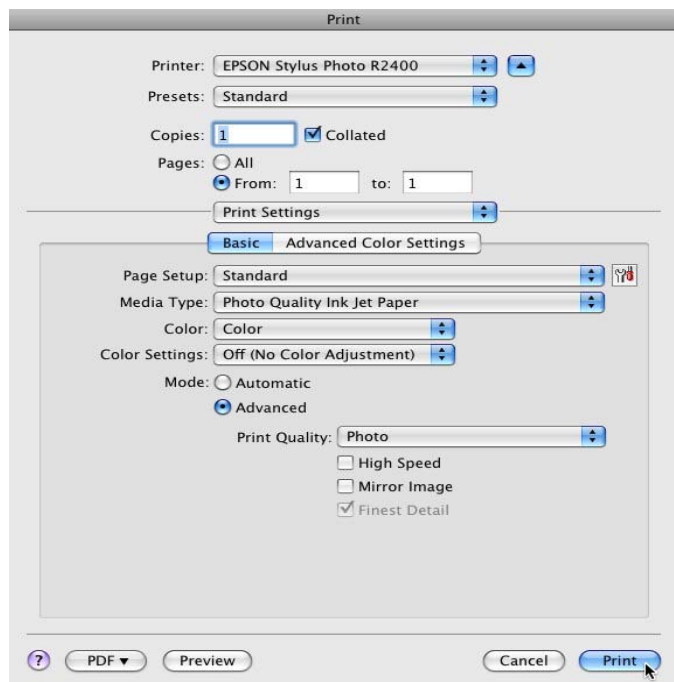 Print
Printer: EPSON Stylus Photo R2400
Presets: Standard
Copies: 1 Collated
Pages: All
From: 1 to: 1
Print Settings
Basic Advanced Color Settings
Page Setup: Standard
Media Type: Photo Quality Ink Jet Paper
Color: Color
Color Settings: Off (No Color Adjustment)
Mode: Automatic
Advanced
Print Quality: Photo
High Speed
Mirror Image
Finest Detail
? PDF Preview Cancel Print